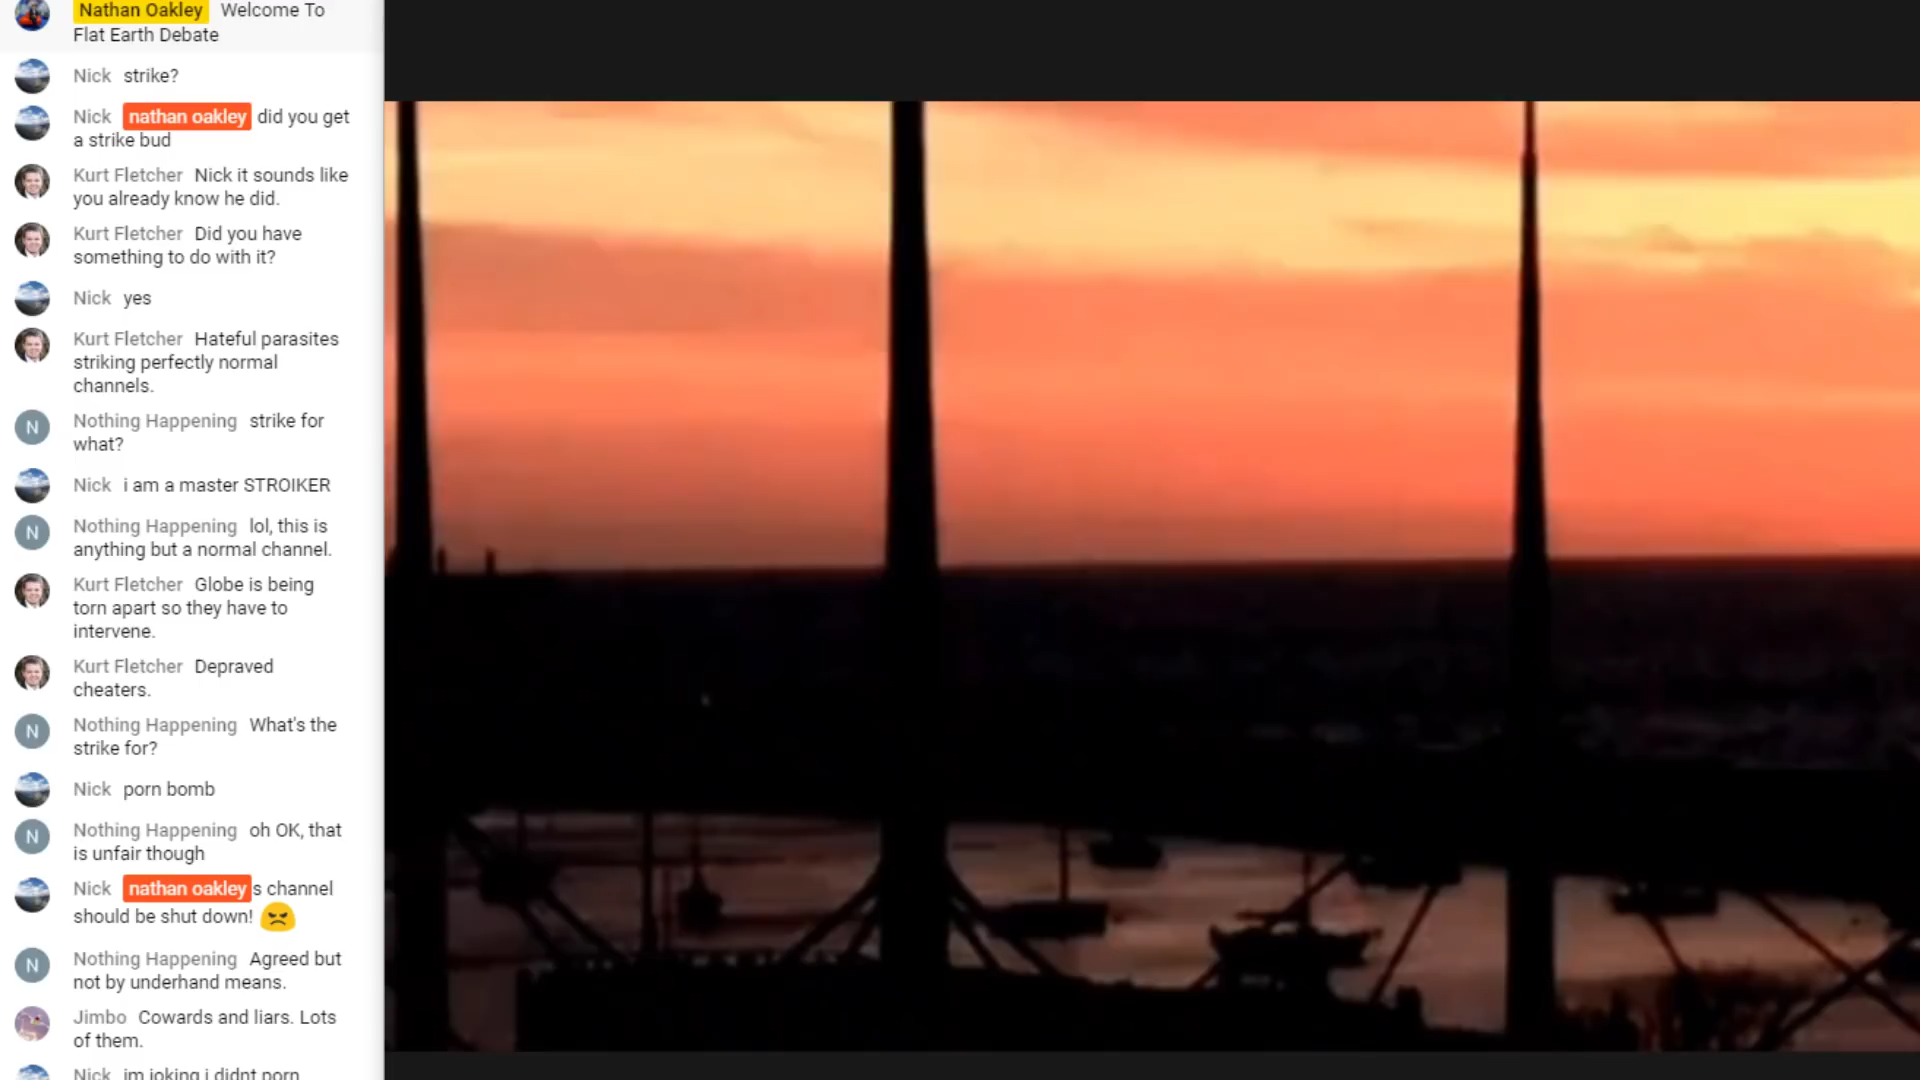 Nathan Oakley Welcome To
Flat Earth Debate
Nick strike?
Nick nathan oakley did you get
a strike bud
Kurt Fletcher Nick it sounds like
you already know he did.
Kurt Fletcher Did you have
something to do with it?
Nick yes
Kurt Fletcher Hateful parasites
striking perfectly normal
channels.
N
Nothing Happening strike for
what?
Nick i am a master STROIKER
N
Nothing Happening lol, this is
anything but a normal channel.
Kurt Fletcher Globe is being
torn apart so they have to
intervene.
Kurt Fletcher Depraved
cheaters.
N
Nothing Happening What's the
strike for?
Nick porn bomb
N
Nothing Happening oh OK, that
is unfair though
Nick nathan oakley s channel
should be shut down!
N
Nothing Happening Agreed but
not by underhand means.
Jimbo Cowards and liars. Lots
of them.
Nick im joking i didnt porn